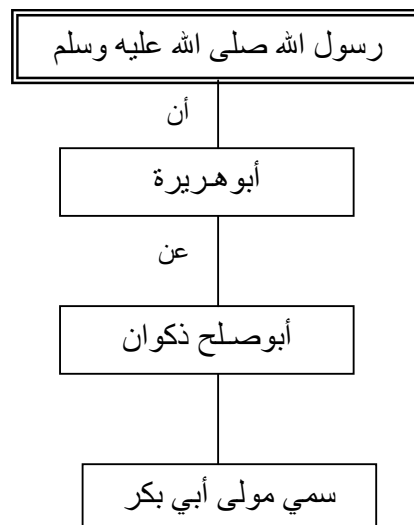 رسول الله صلى الله عليه وسلم
أن
أبوهريرة
عن
أبوصلح ذكوان
سمي مولى أبي بكر